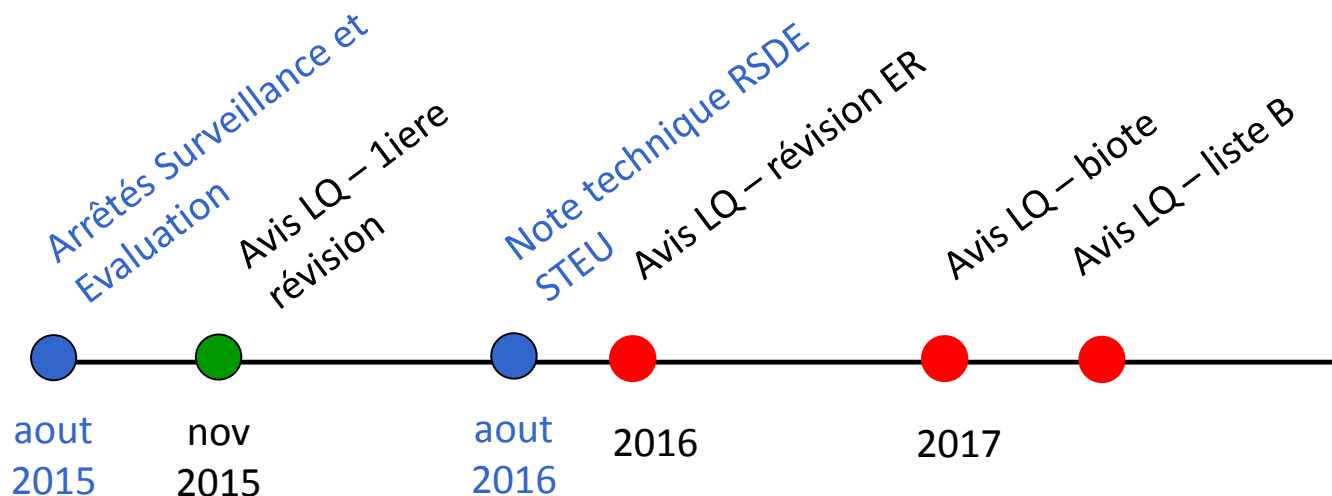 Arrêtés Surveillance et
Evaluation
Avis LQ – 1iere
révision
Note technique RSDE
STEU
Avis LQ – révision ER
Avis LQ – biote
Avis LQ – liste B
aout
2015
nov
2015
aout
2016
2016
2017